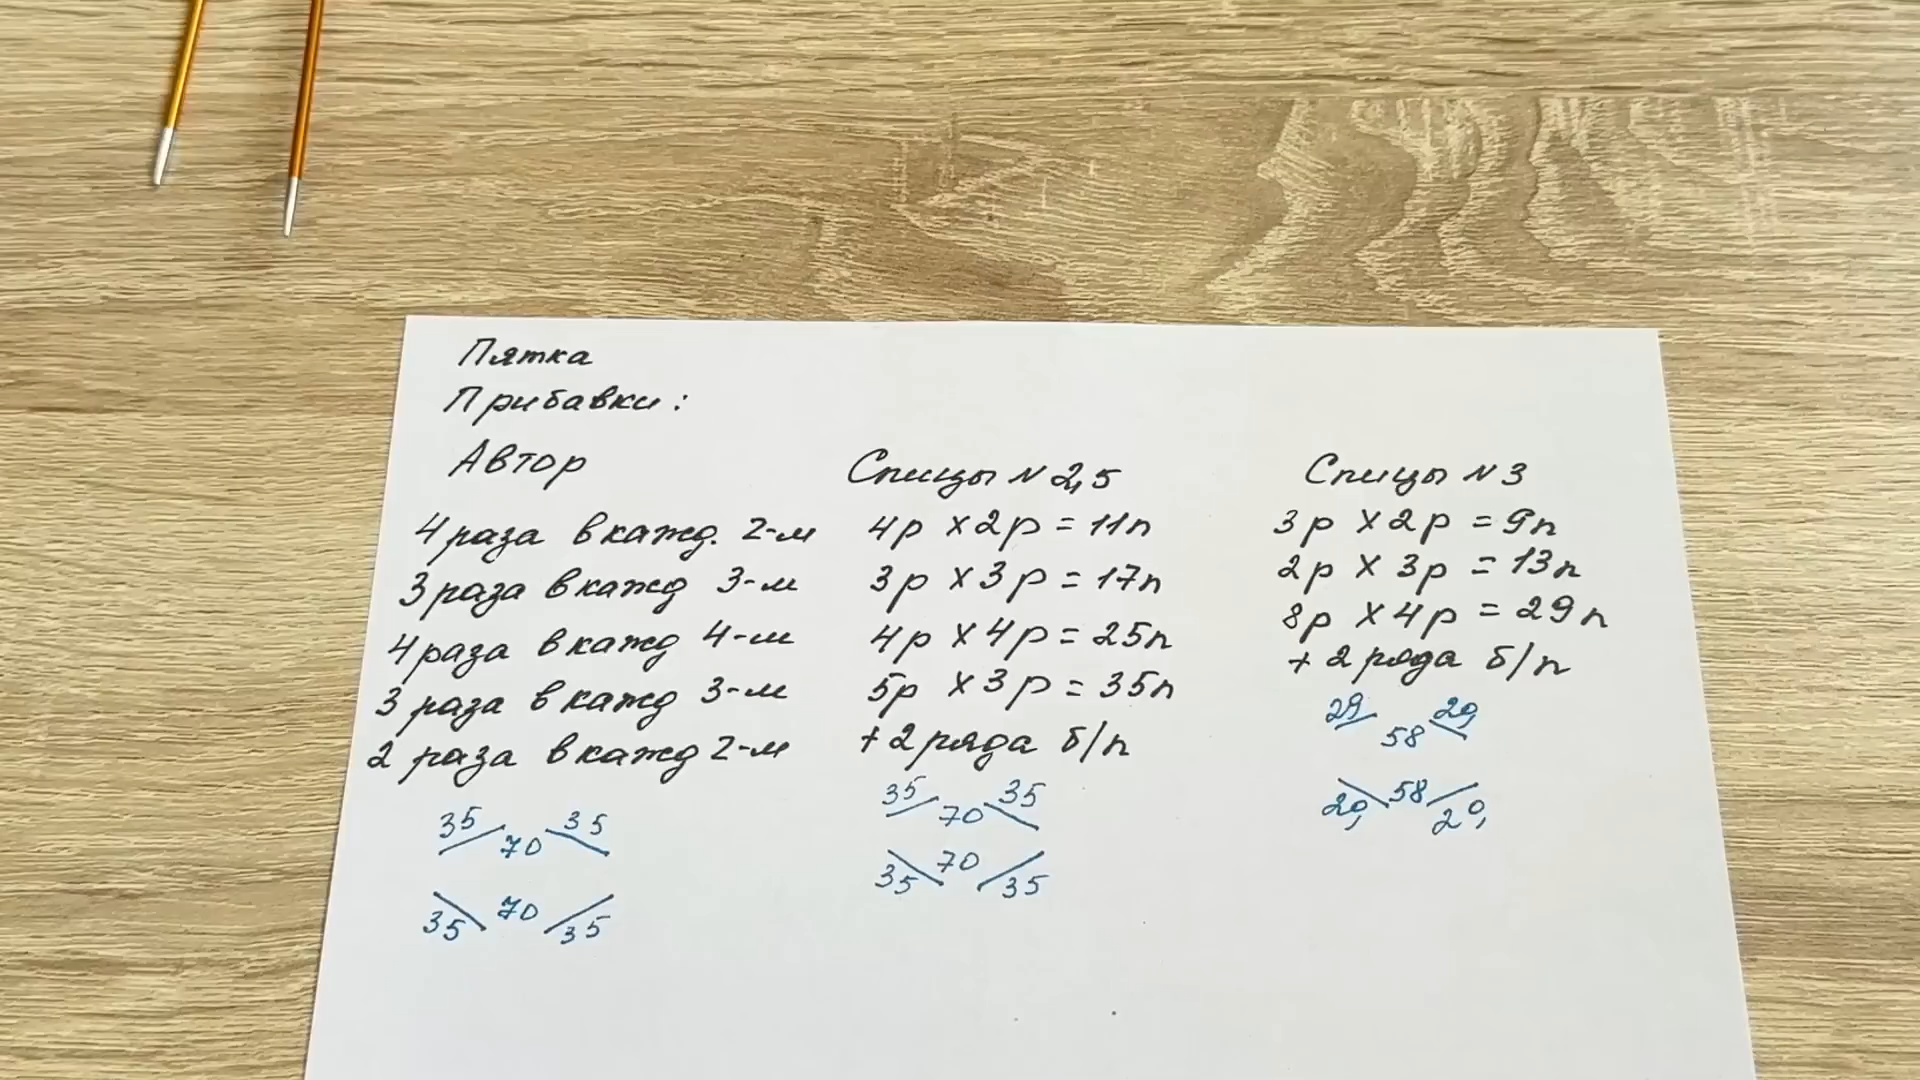 Пятка
Прибавки:
Автор
4 раза в кажд. 2-м
3 раза в кажд 3-м
4 раза в кажд 4-м
3 раза в кажд 3-м
2 раза в кажд 2-м
35 70 35
35 70 35
Спицы №2,5
4р х 2р = 11п
3р х 3р = 17п
4р х 4р = 25п
5р х 3р = 35п
+ 2 ряда б/п
35 70 35
35 70 35
Спицы №3
3р х 2р = 9п
2р х 3р = 13п
8р х 4р = 29п
+ 2 ряда б/п
29 58 29
29 58 29